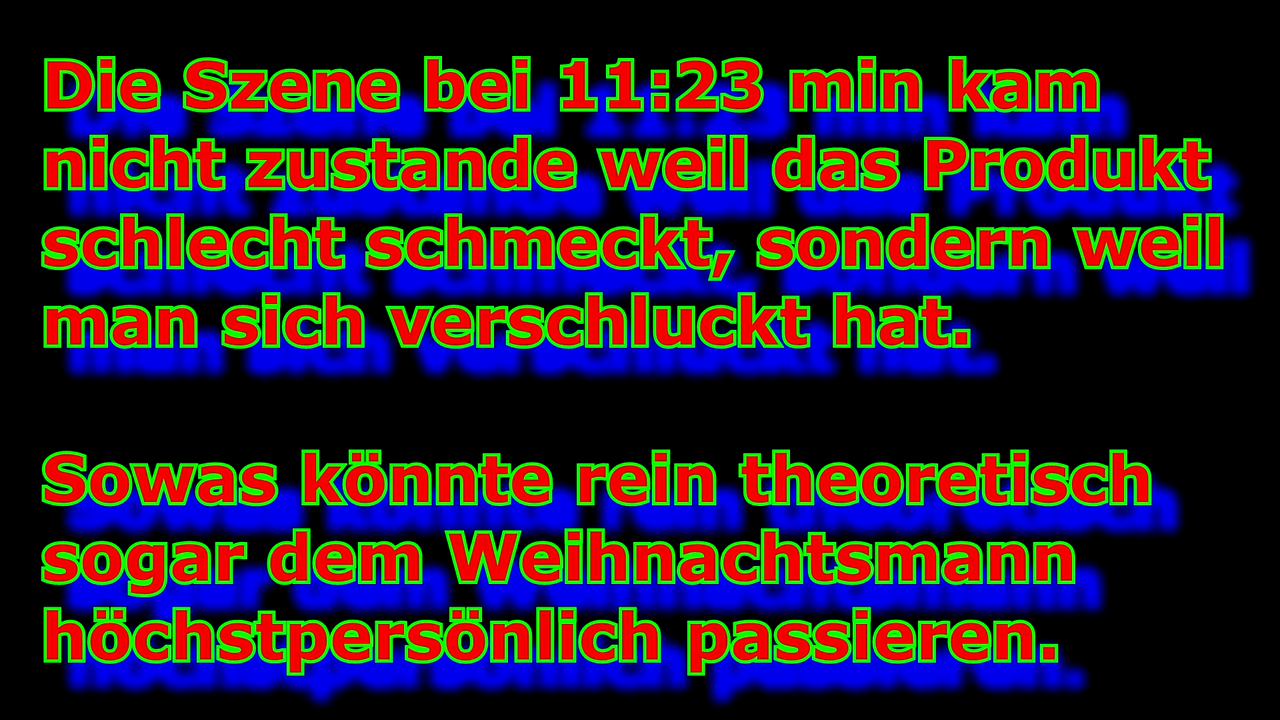 Die Szene bei 11:23 min kam
nicht zustande weil das Produkt
schlecht schmeckt, sondern weil
man sich verschluckt hat.
Sowas könnte rein theoretisch
sogar dem Weihnachtsmann
höchstpersönlich passieren.